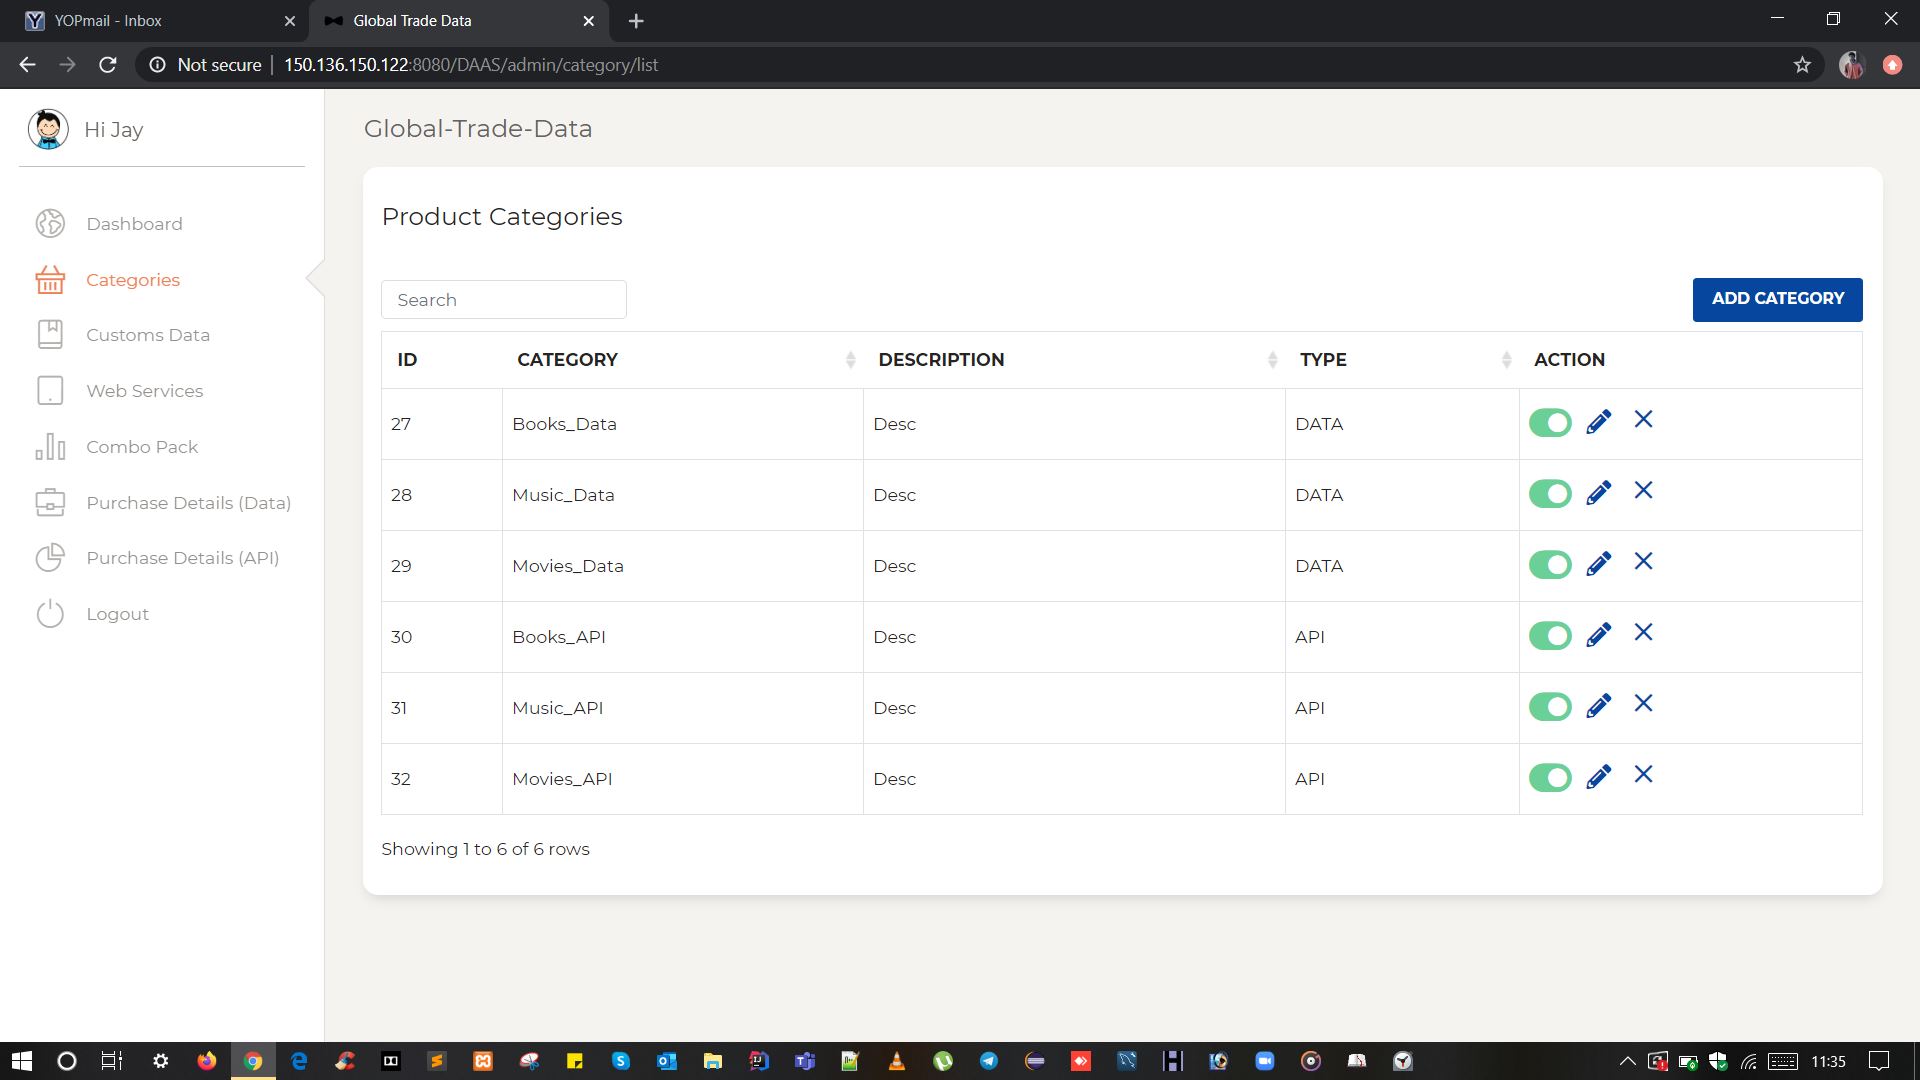 YOPmail - Inbox
Global Trade Data
Not secure
150.136.150.122:8080/DAAS/admin/category/list
Hi Jay
Dashboard
Categories
Customs Data
Web Services
Combo Pack
Purchase Details (Data)
Purchase Details (API)
Logout
Global-Trade-Data
Product Categories
Search
ADD CATEGORY
ID CATEGORY DESCRIPTION TYPE ACTION
27 Books_Data Desc DATA
28 Music_Data Desc DATA
29 Movies_Data Desc DATA
30 Books_API Desc API
31 Music_API Desc API
32 Movies_API Desc API
Showing 1 to 6 of 6 rows
11:35